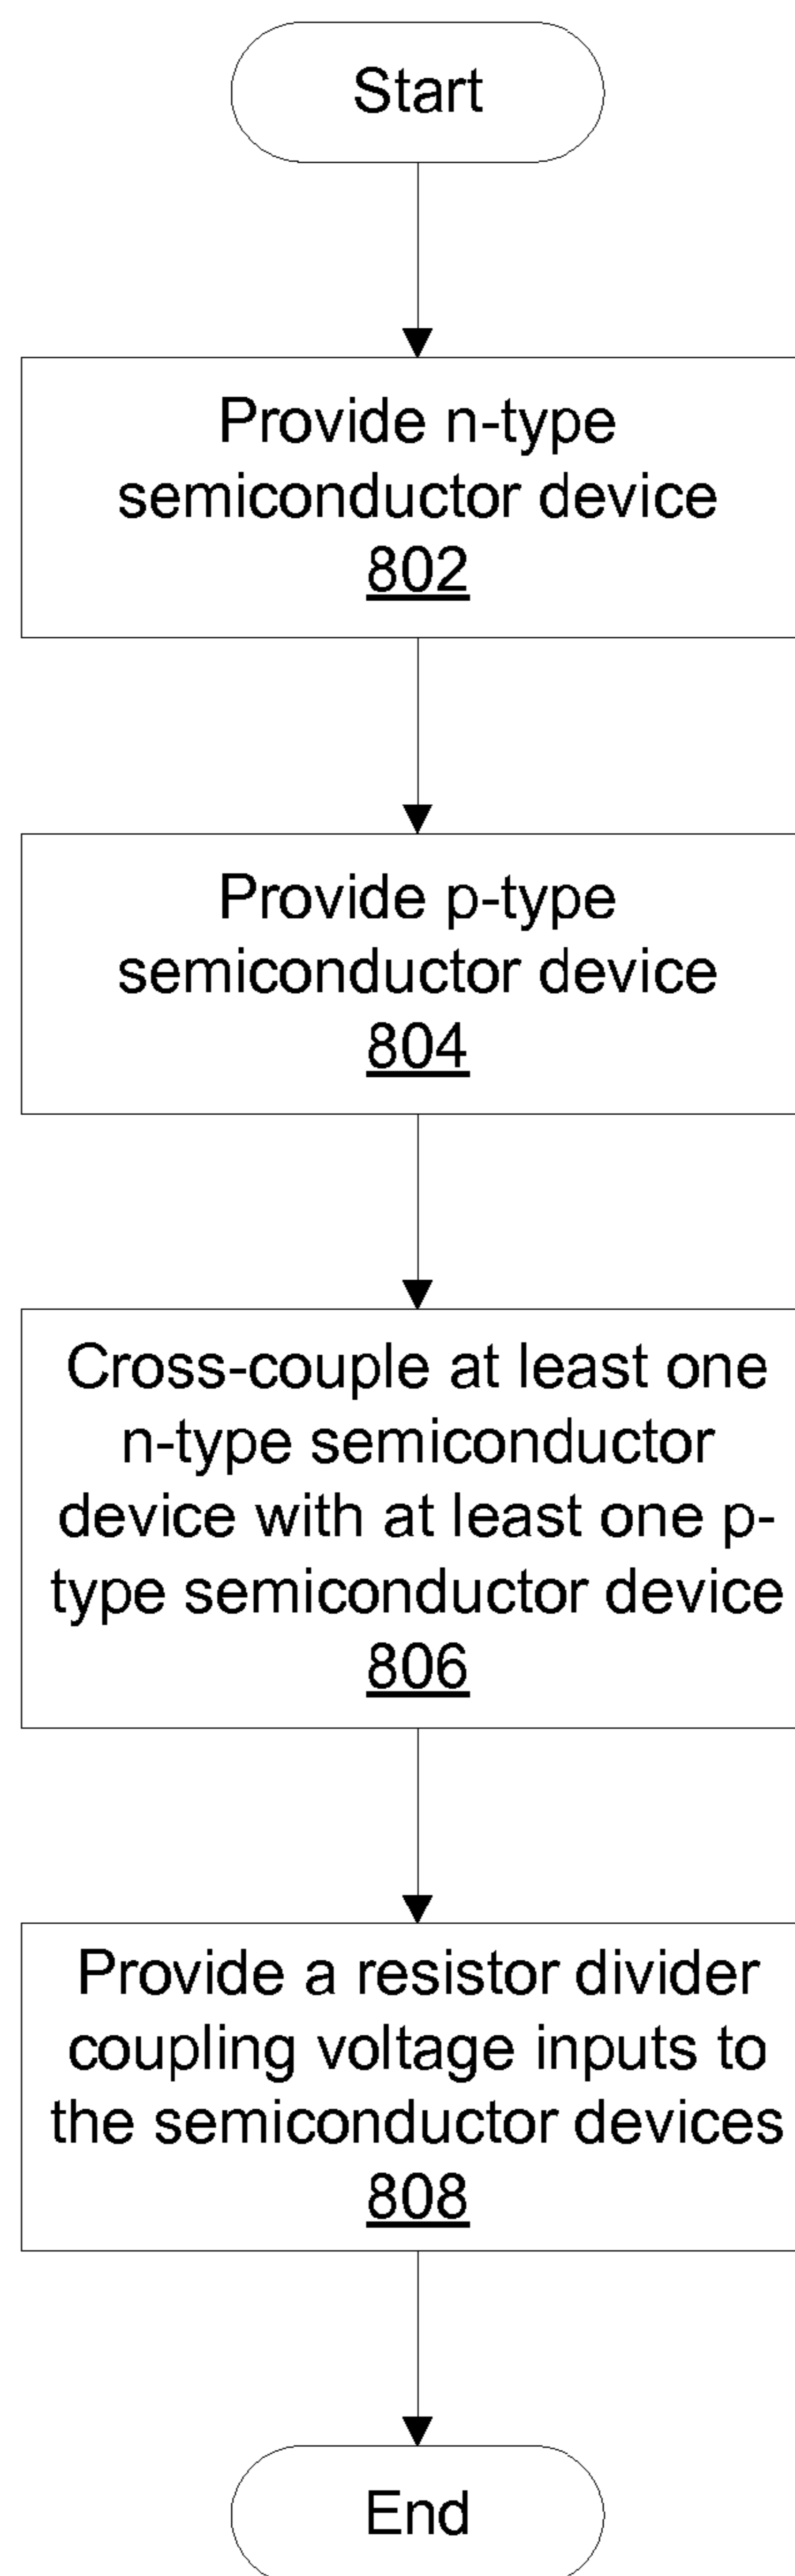 Start
Provide n-type
semiconductor device
802
Provide p-type
semiconductor device
804
Cross-couple at least one
n-type semiconductor
device with at least one p-
type semiconductor device
806
Provide a resistor divider
coupling voltage inputs to
the semiconductor devices
808
End